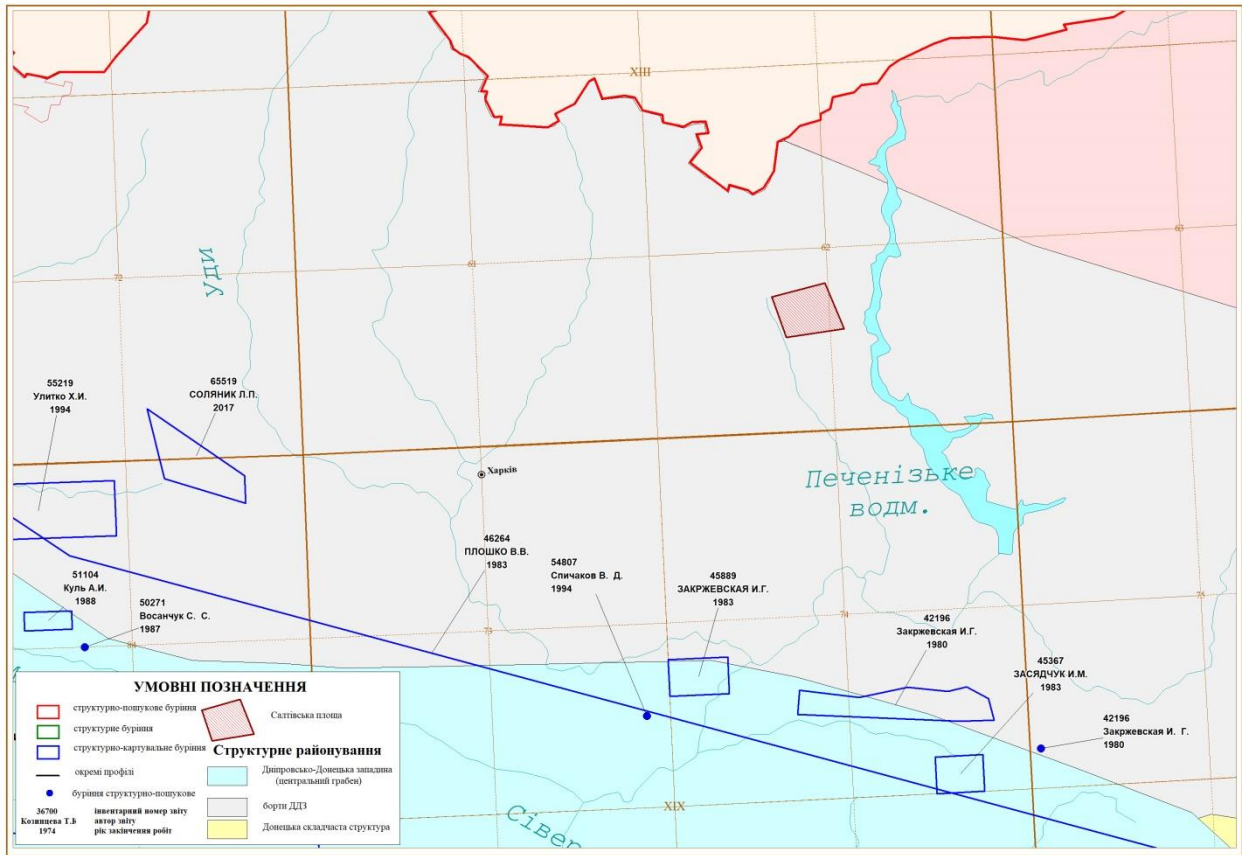 XIII
63
62
61
72
Уди
55219
Улитко Х.И.
1994
65519
СОЛЯНИК Л.П.
2017
Харків
Печенізьке
водм.
46264
ПЛОШКО В.В.
1983
54807
Спичаков В. Д.
1994
45889
ЗАКРЖЕВСКАЯ И.Г.
1983
51104
Куль А.И.
1988
50271
Восанчук С. С.
1987
84
73
74
75
42196
Закржевская И.Г.
1980
45367
ЗАСЯДЧУК И.М.
1983
42196
Закржевская И. Г.
1980
XIX
Сівер
УМОВНІ ПОЗНАЧЕННЯ
структурно-пошукове буріння
структурне буріння
структурно-картувальне буріння
окремі профілі
буріння структурно-пошукове
36700 інвентарний номер звіту
Козинцева Т.Б автор звіту
1974 рік закінчення робіт
Салтівська площа
Структурне районування
Дніпровсько-Донецька западина
(центральний грабен)
борти ДДЗ
Донецька складчаста структура